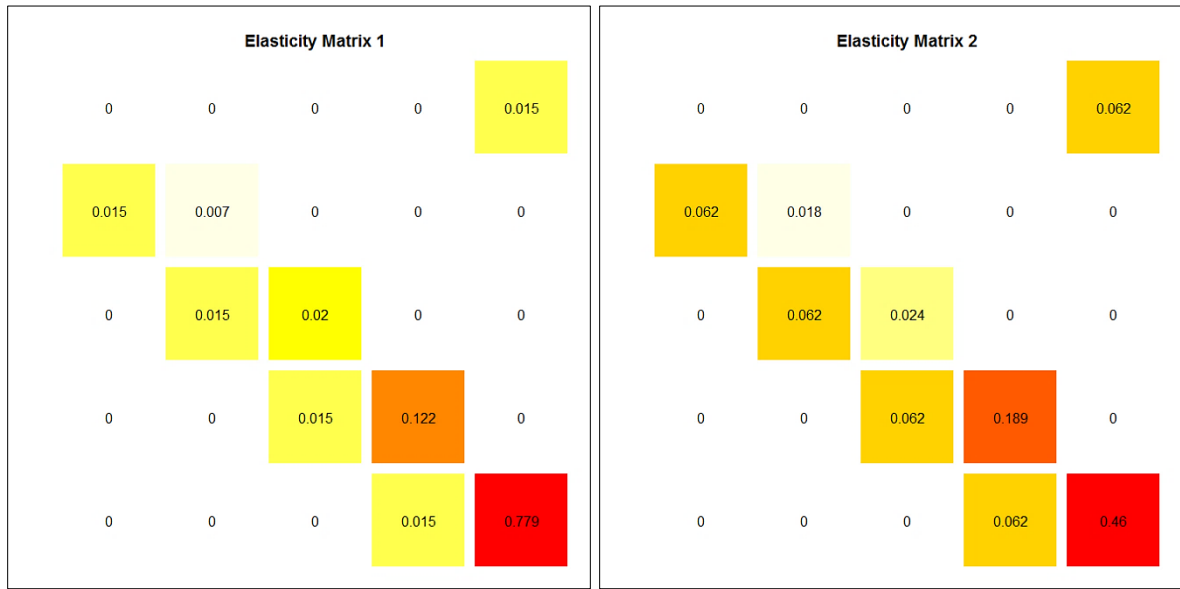 Elasticity Matrix 1
0 0 0 0 0.015
0.015 0.007 0 0 0
0 0.015 0.02 0 0
0 0 0.015 0.122 0
0 0 0 0.015 0.779
Elasticity Matrix 2
0 0 0 0 0.062
0.062 0.018 0 0 0
0 0.062 0.024 0 0
0 0 0.062 0.189 0
0 0 0 0.062 0.46